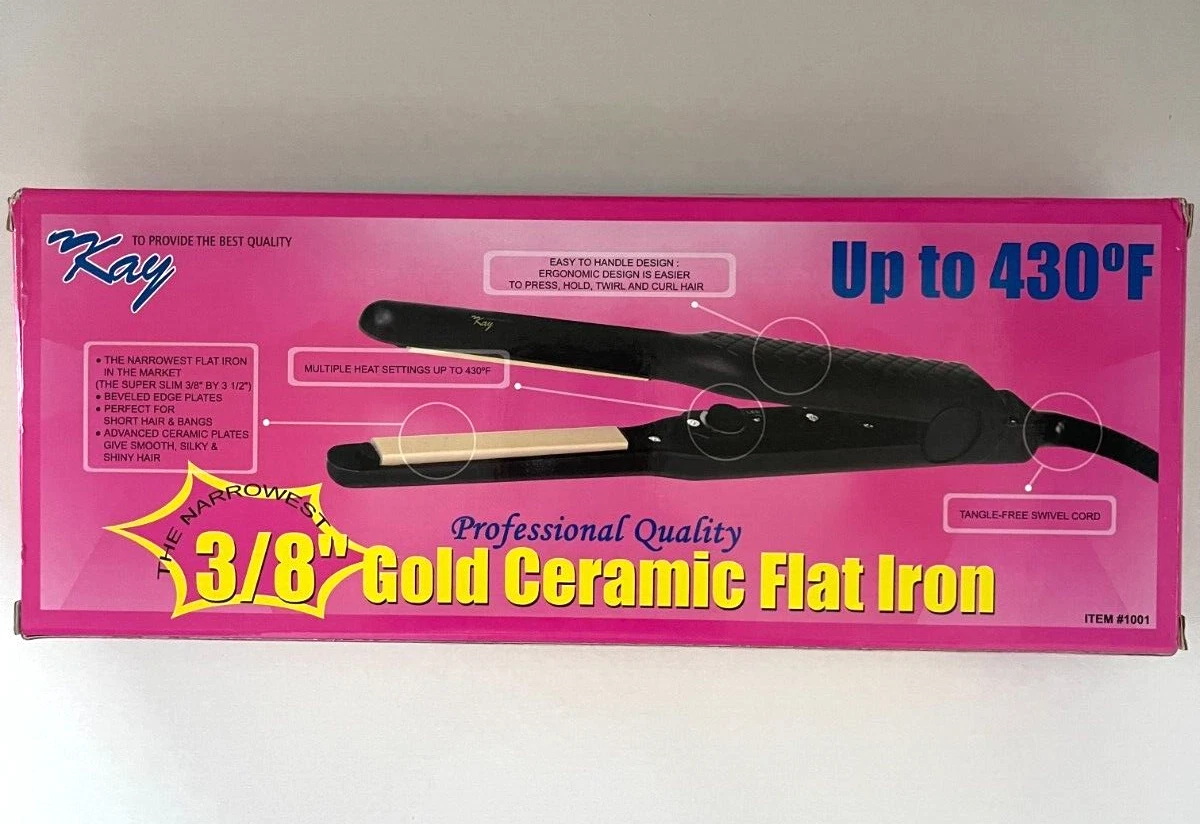 Kay
TO PROVIDE THE BEST QUALITY
Up to 430°F
EASY TO HANDLE DESIGN :
ERGONOMIC DESIGN IS EASIER
TO PRESS, HOLD, TWIRL AND CURL HAIR
Kay
• THE NARROWEST FLAT IRON
IN THE MARKET
(THE SUPER SLIM 3/8" BY 3 1/2")
• BEVELED EDGE PLATES
• PERFECT FOR
SHORT HAIR & BANGS
• ADVANCED CERAMIC PLATES
GIVE SMOOTH, SILKY &
SHINY HAIR
MULTIPLE HEAT SETTINGS UP TO 430°F
TANGLE-FREE SWIVEL CORD
THE NARROWEST
Professional Quality
3/8" Gold Ceramic Flat Iron
ITEM #1001